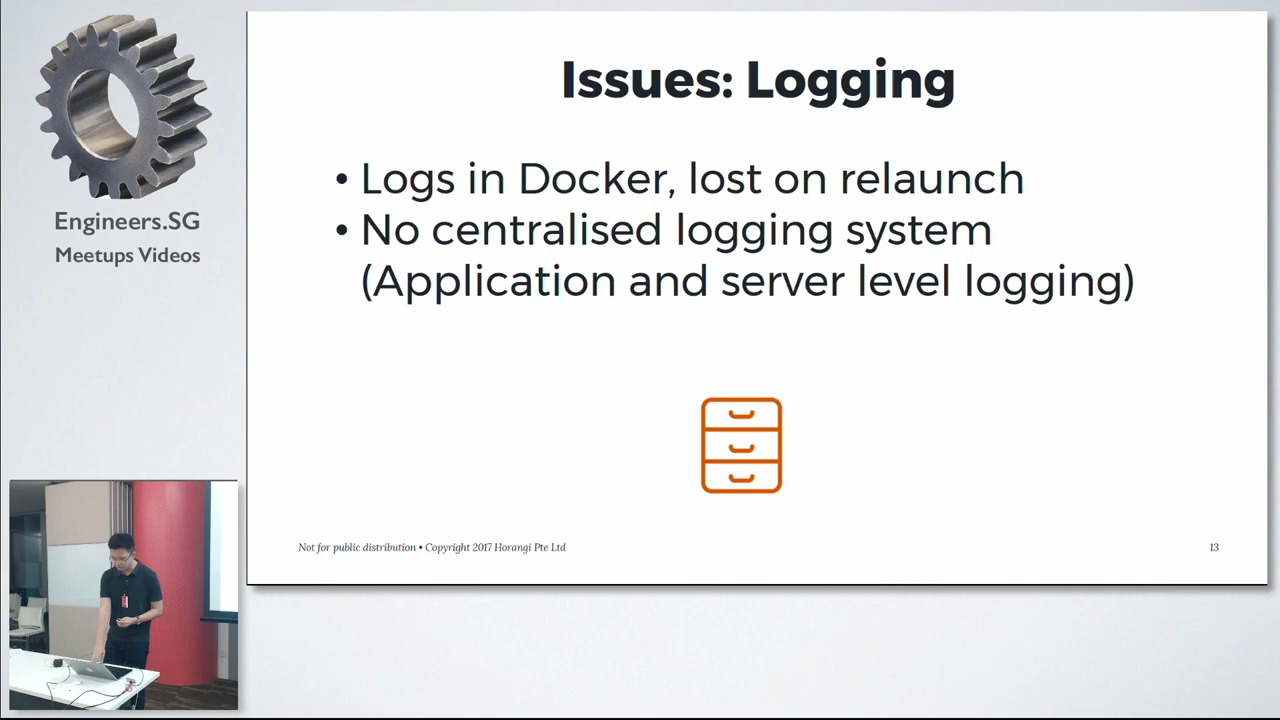 Engineers.SG
Meetups Videos
Issues: Logging
• Logs in Docker, lost on relaunch
• No centralised logging system
(Application and server level logging)
Not for public distribution • Copyright 2017 Horangi Pte Ltd
13